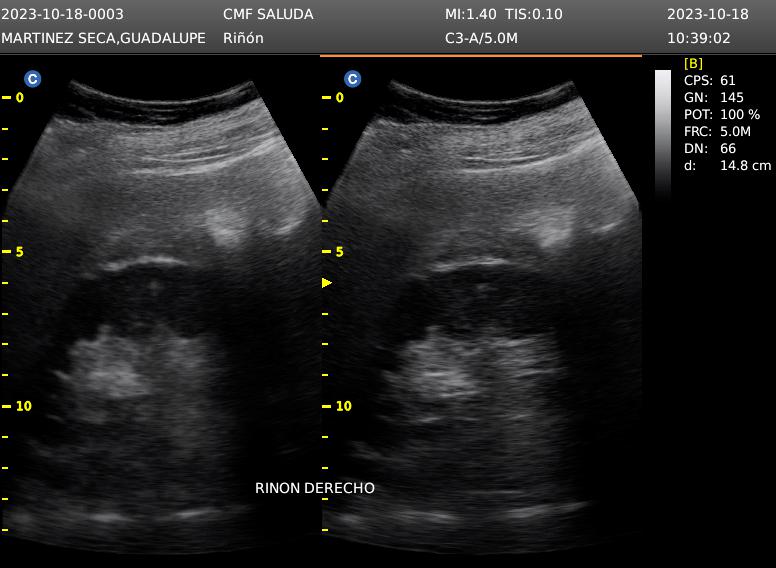 2023-10-18-0003 CMF SALUDA MI:1.40 TIS:0.10 2023-10-18
MARTINEZ SECA,GUADALUPE Riñón C3-A/5.0M 10:39:02
C C
0 0
5 5
10 10
[B]
CPS: 61
GN: 145
POT: 100 %
FRC: 5.0M
DN: 66
d: 14.8 cm
RINON DERECHO